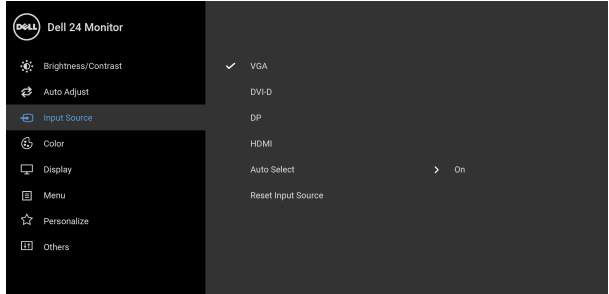 DELL Dell 24 Monitor
Brightness/Contrast VGA
Auto Adjust DVI-D
Input Source DP
Color HDMI
Display Auto Select On
Menu Reset Input Source
Personalize
Others